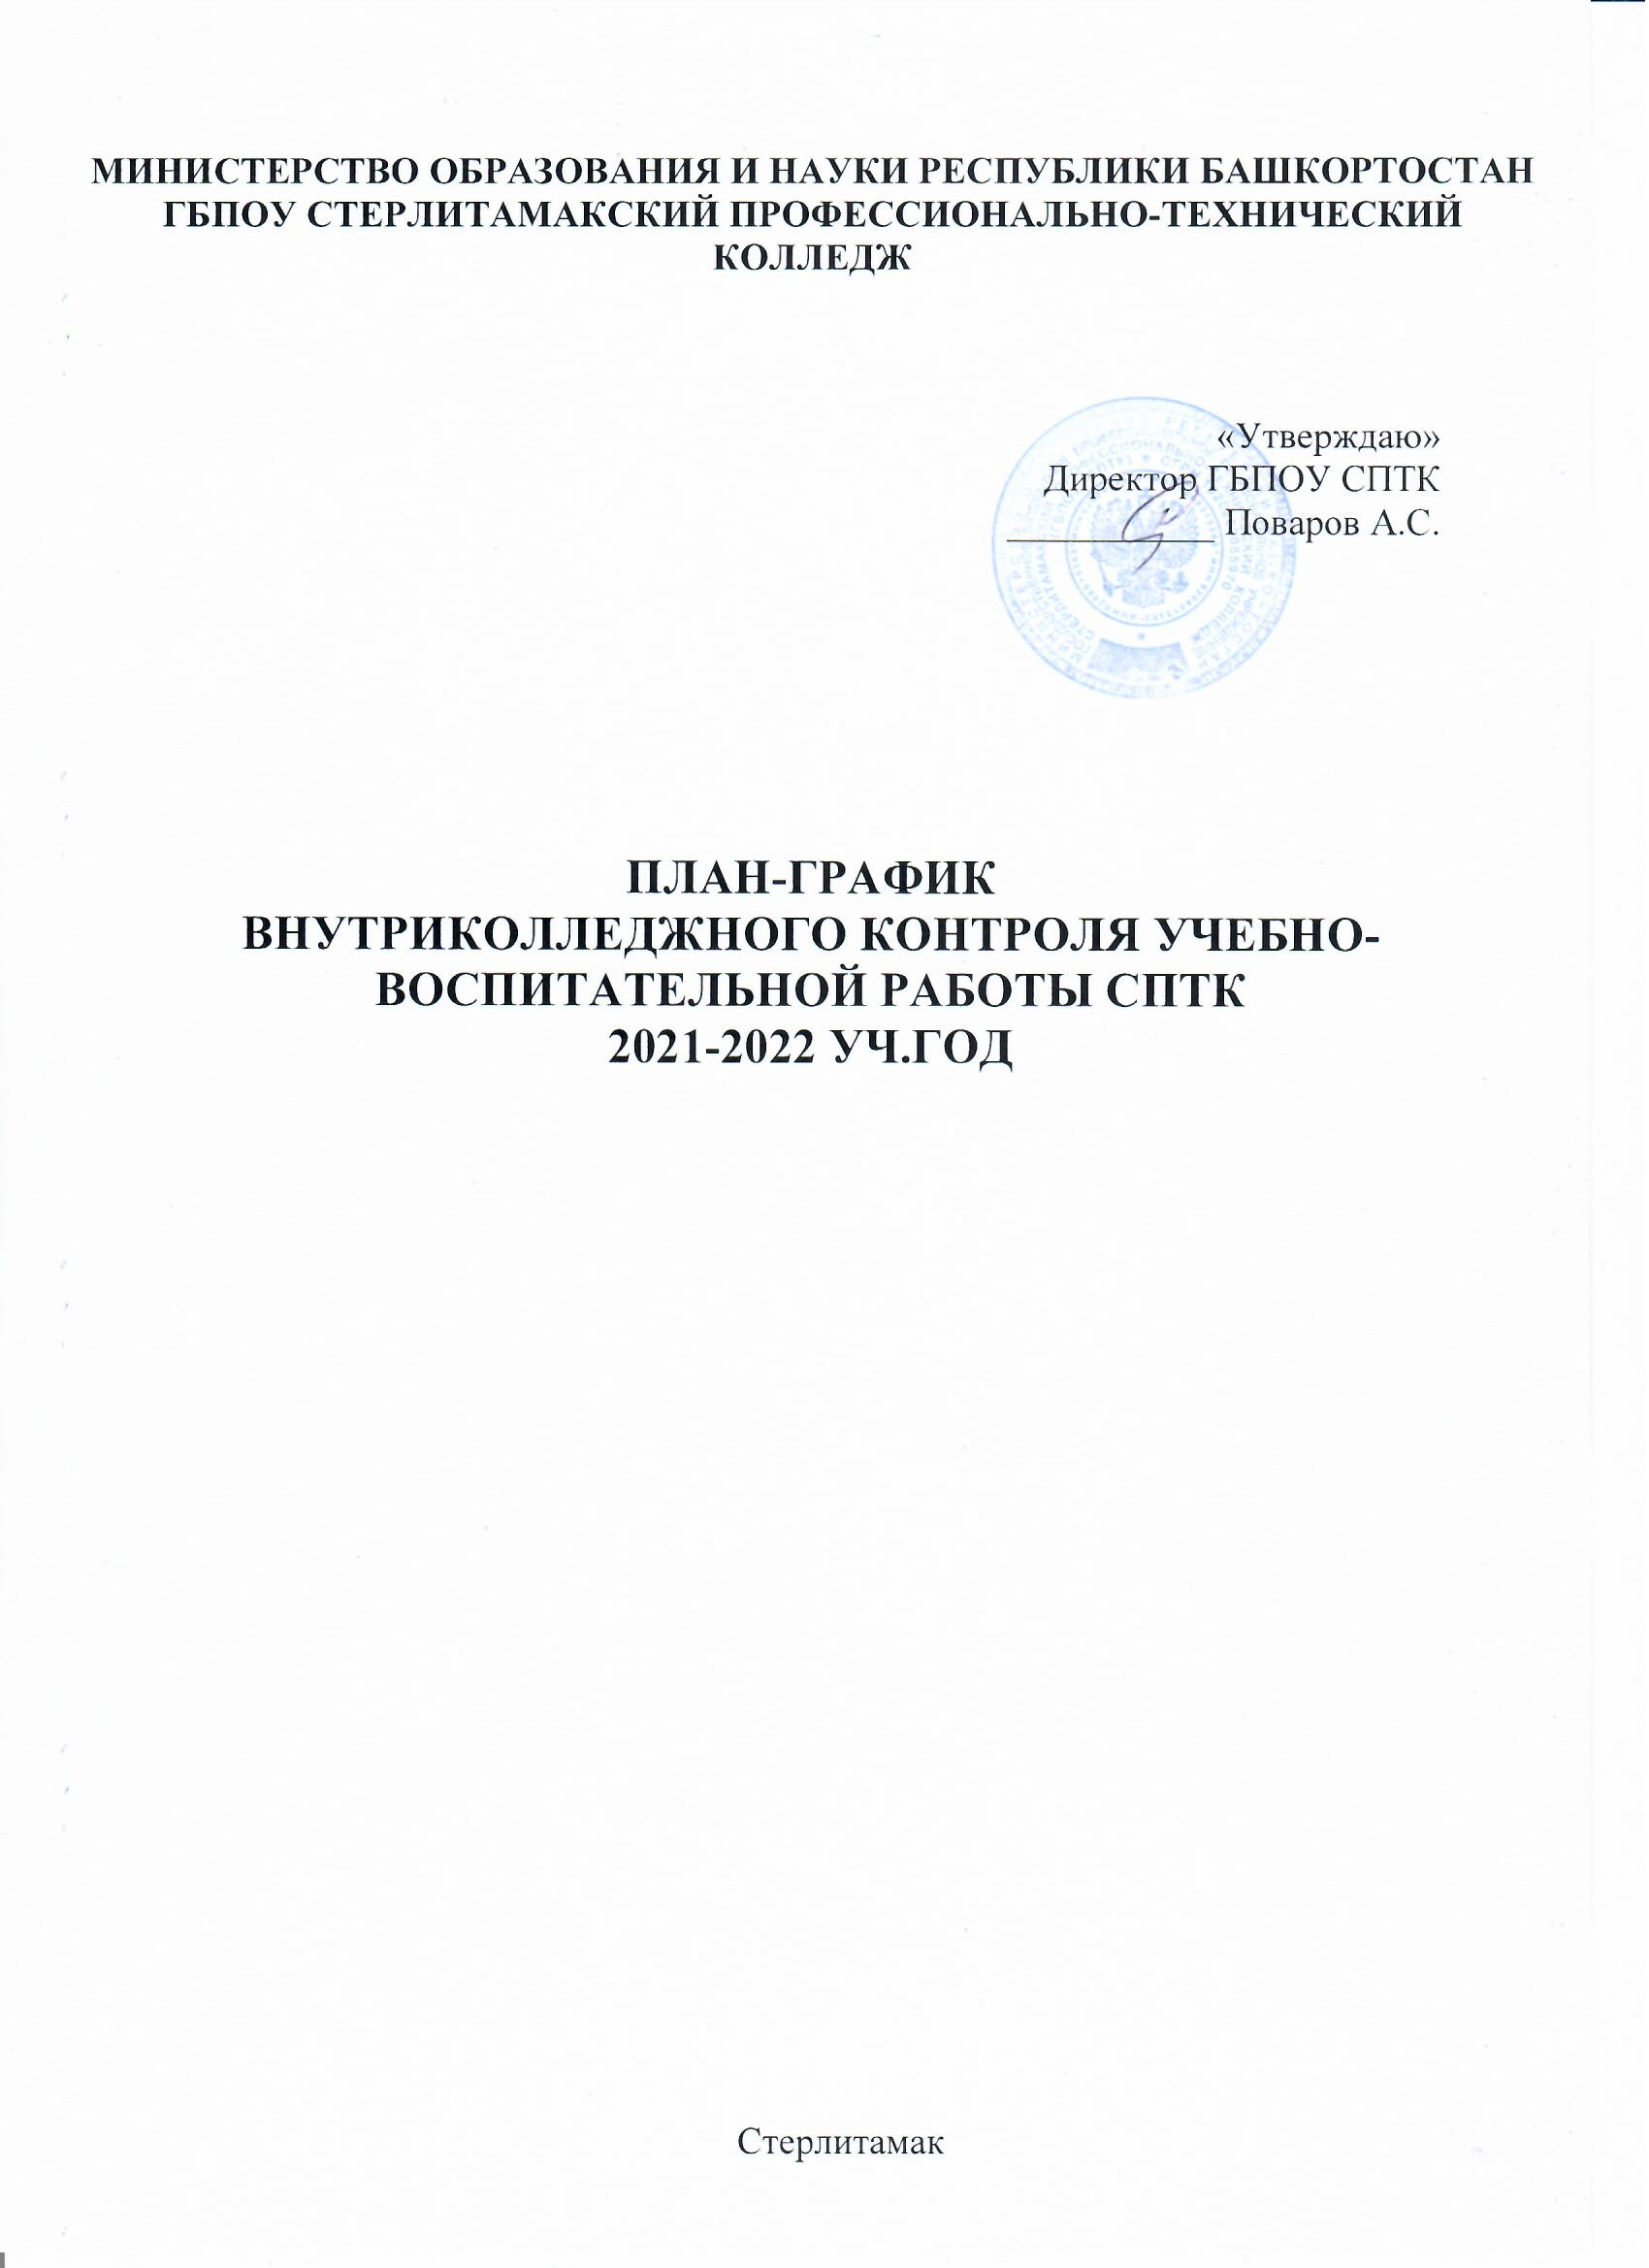 МИНИСТЕРСТВО ОБРАЗОВАНИЯ И НАУКИ РЕСПУБЛИКИ БАШКОРТОСТАН
ГБПОУ СТЕРЛИТАМАКСКИЙ ПРОФЕССИОНАЛЬНО-ТЕХНИЧЕСКИЙ
КОЛЛЕДЖ
«Утверждаю»
Директор ГБПОУ СПТК
Поваров А.С.
ПЛАН-ГРАФИК
ВНУТРИКОЛЛЕДЖНОГО КОНТРОЛЯ УЧЕБНО-
ВОСПИТАТЕЛЬНОЙ РАБОТЫ СПТК
2021-2022 УЧ.ГОД
Стерлитамак